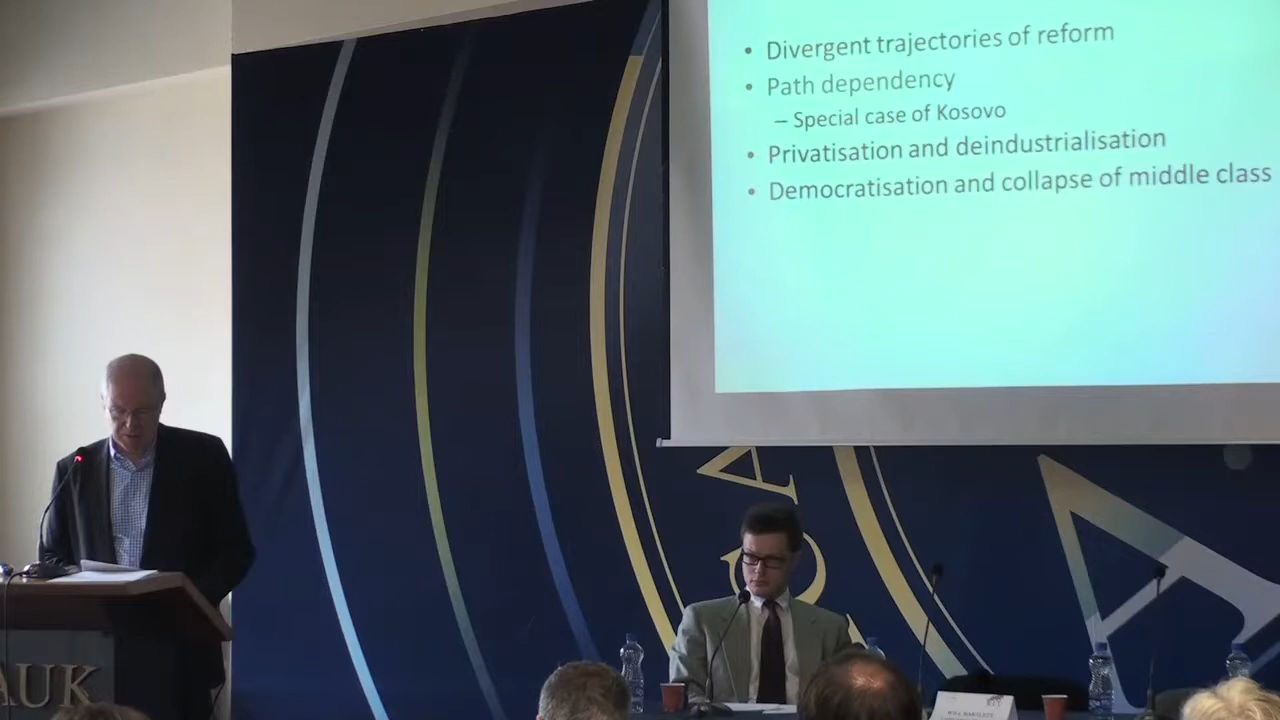 • Divergent trajectories of reform
• Path dependency
– Special case of Kosovo
• Privatisation and deindustrialisation
• Democratisation and collapse of middle class
AUK